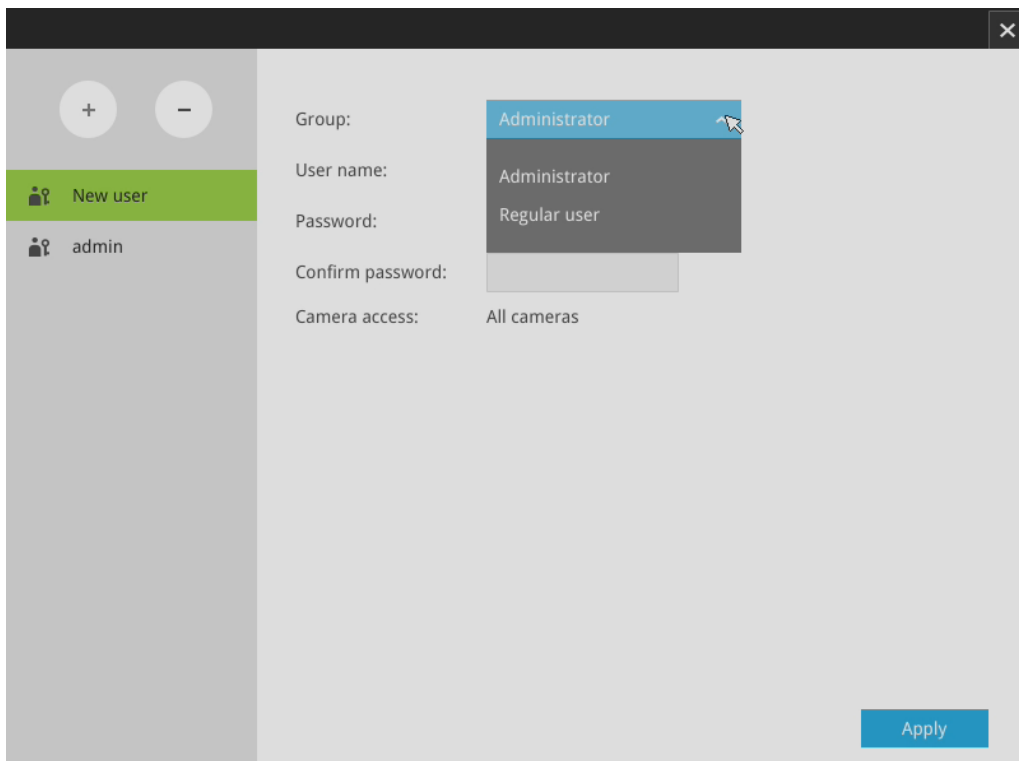 + −
New user
admin
Group: Administrator
Administrator
Regular user
User name:
Password:
Confirm password:
Camera access: All cameras
Apply